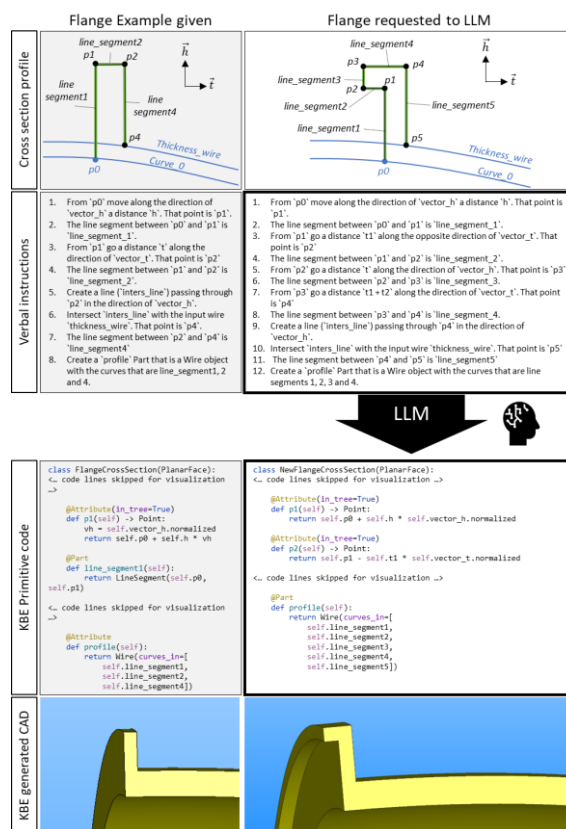 Flange Example given
Flange requested to LLM
Cross section profile
line_segment2
p1
p2
h
t
line
segment1
line
segment4
p4
Thickness_wire
Curve_0
p0
line_segment4
p3
p4
h
t
line_segment3
p1
p2
line_segment2
line_segment5
line_segment1
p5
Thickness_wire
Curve_0
p0
Verbal instructions
1. From `p0` move along the direction of
`vector_h` a distance `h`. That point is `p1`.
2. The line segment between `p0` and `p1` is
`line_segment_1`.
3. From `p1` go a distance `t` along the
direction of `vector_t`. That point is `p2`
4. The line segment between `p1` and `p2` is
`line_segment_2`.
5. Create a line (`inters_line`) passing through
`p2` in the direction of `vector_h`.
6. Intersect `inters_line` with the input wire
`thickness_wire`. That point is `p4`.
7. The line segment between `p2` and `p4` is
`line_segment4`
8. Create a `profile` Part that is a Wire object
with the curves that are line_segment1, 2
and 4.
1. From `p0` move along the direction of `vector_h` a distance `h`. That point is
`p1`.
2. The line segment between `p0` and `p1` is `line_segment_1`.
3. From `p1` go a distance `t1` along the opposite direction of `vector_t`. That
point is `p2`
4. The line segment between `p1` and `p2` is `line_segment_2`.
5. From `p2` go a distance `t` along the direction of `vector_h`. That point is `p3`
6. The line segment between `p2` and `p3` is `line_segment_3.
7. From `p3` go a distance `t1 + t2` along the direction of `vector_t`. That point
is `p4`
8. The line segment between `p3` and `p4` is `line_segment_4.
9. Create a line (`inters_line`) passing through `p4` in the direction of
`vector_h`.
10. Intersect `inters_line` with the input wire `thickness_wire`. That point is `p5`
11. The line segment between `p4` and `p5` is `line_segment5`
12. Create a `profile` Part that is a Wire object with the curves that are line
segments 1, 2, 3 and 4.
LLM
KBE Primitive code
class FlangeCrossSection(PlanarFace):
<… code lines skipped for visualization
…>
@Attribute(in_tree=True)
def p1(self) -> Point:
vh = self.vector_h.normalized
return self.p0 + self.h * vh
@Part
def line_segment1(self):
return LineSegment(self.p0,
self.p1)
<… code lines skipped for visualization
…>
@Attribute
def profile(self):
return Wire(curves_in=[
self.line_segment1,
self.line_segment2,
self.line_segment4])
class NewFlangeCrossSection(PlanarFace):
<… code lines skipped for visualization …>
@Attribute(in_tree=True)
def p1(self) -> Point:
return self.p0 + self.h * self.vector_h.normalized
@Attribute(in_tree=True)
def p2(self) -> Point:
return self.p1 - self.t1 * self.vector_t.normalized
<… code lines skipped for visualization …>
@Part
def profile(self):
return Wire(curves_in=[
self.line_segment1,
self.line_segment2,
self.line_segment3,
self.line_segment4,
self.line_segment5])
KBE generated CAD